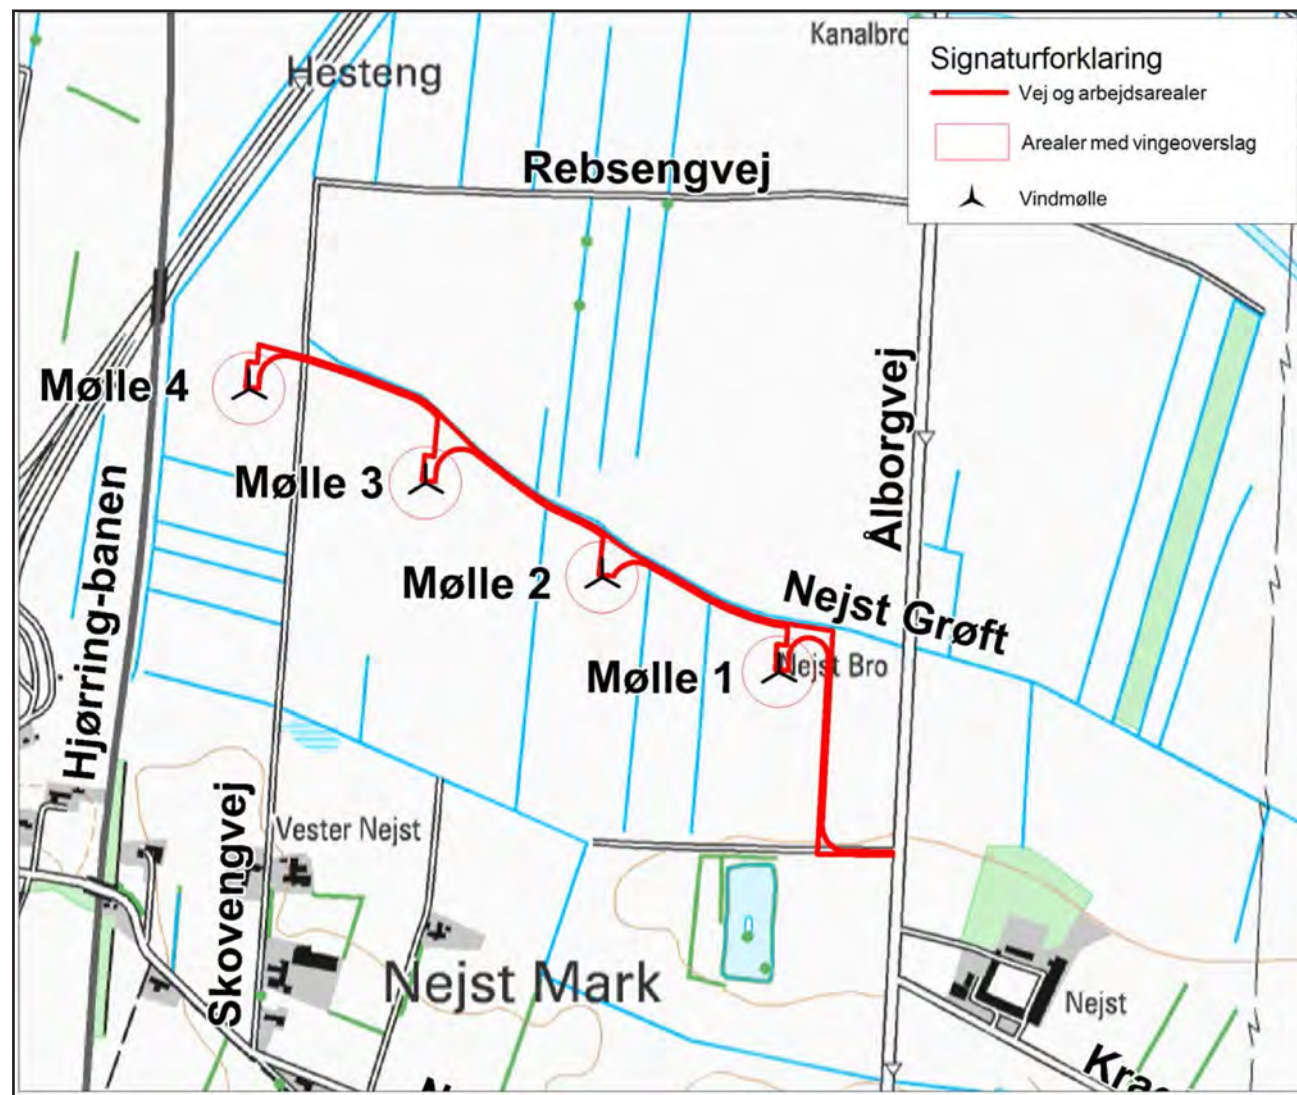 Kanalbro
Signaturforklaring
Vej og arbejdsarealer
Arealer med vingeoverslag
Vindmølle
Hesteng
Rebsengvej
Mølle 4
Mølle 3
Mølle 2
Mølle 1
Ålborgvej
Nejst Grøft
Nejst Bro
Hjørring-banen
Skovengvej
Vester Nejst
Nejst Mark
Nejst